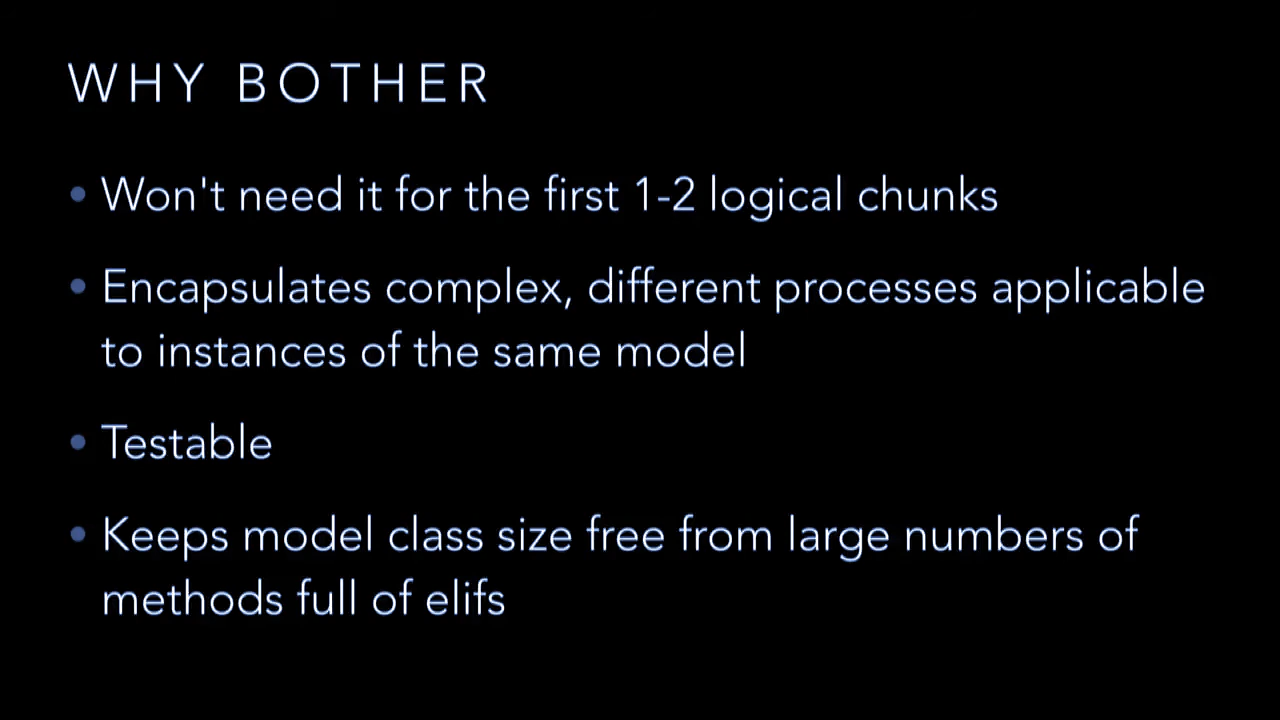 WHY BOTHER
• Won't need it for the first 1-2 logical chunks
• Encapsulates complex, different processes applicable
to instances of the same model
• Testable
• Keeps model class size free from large numbers of
methods full of elifs